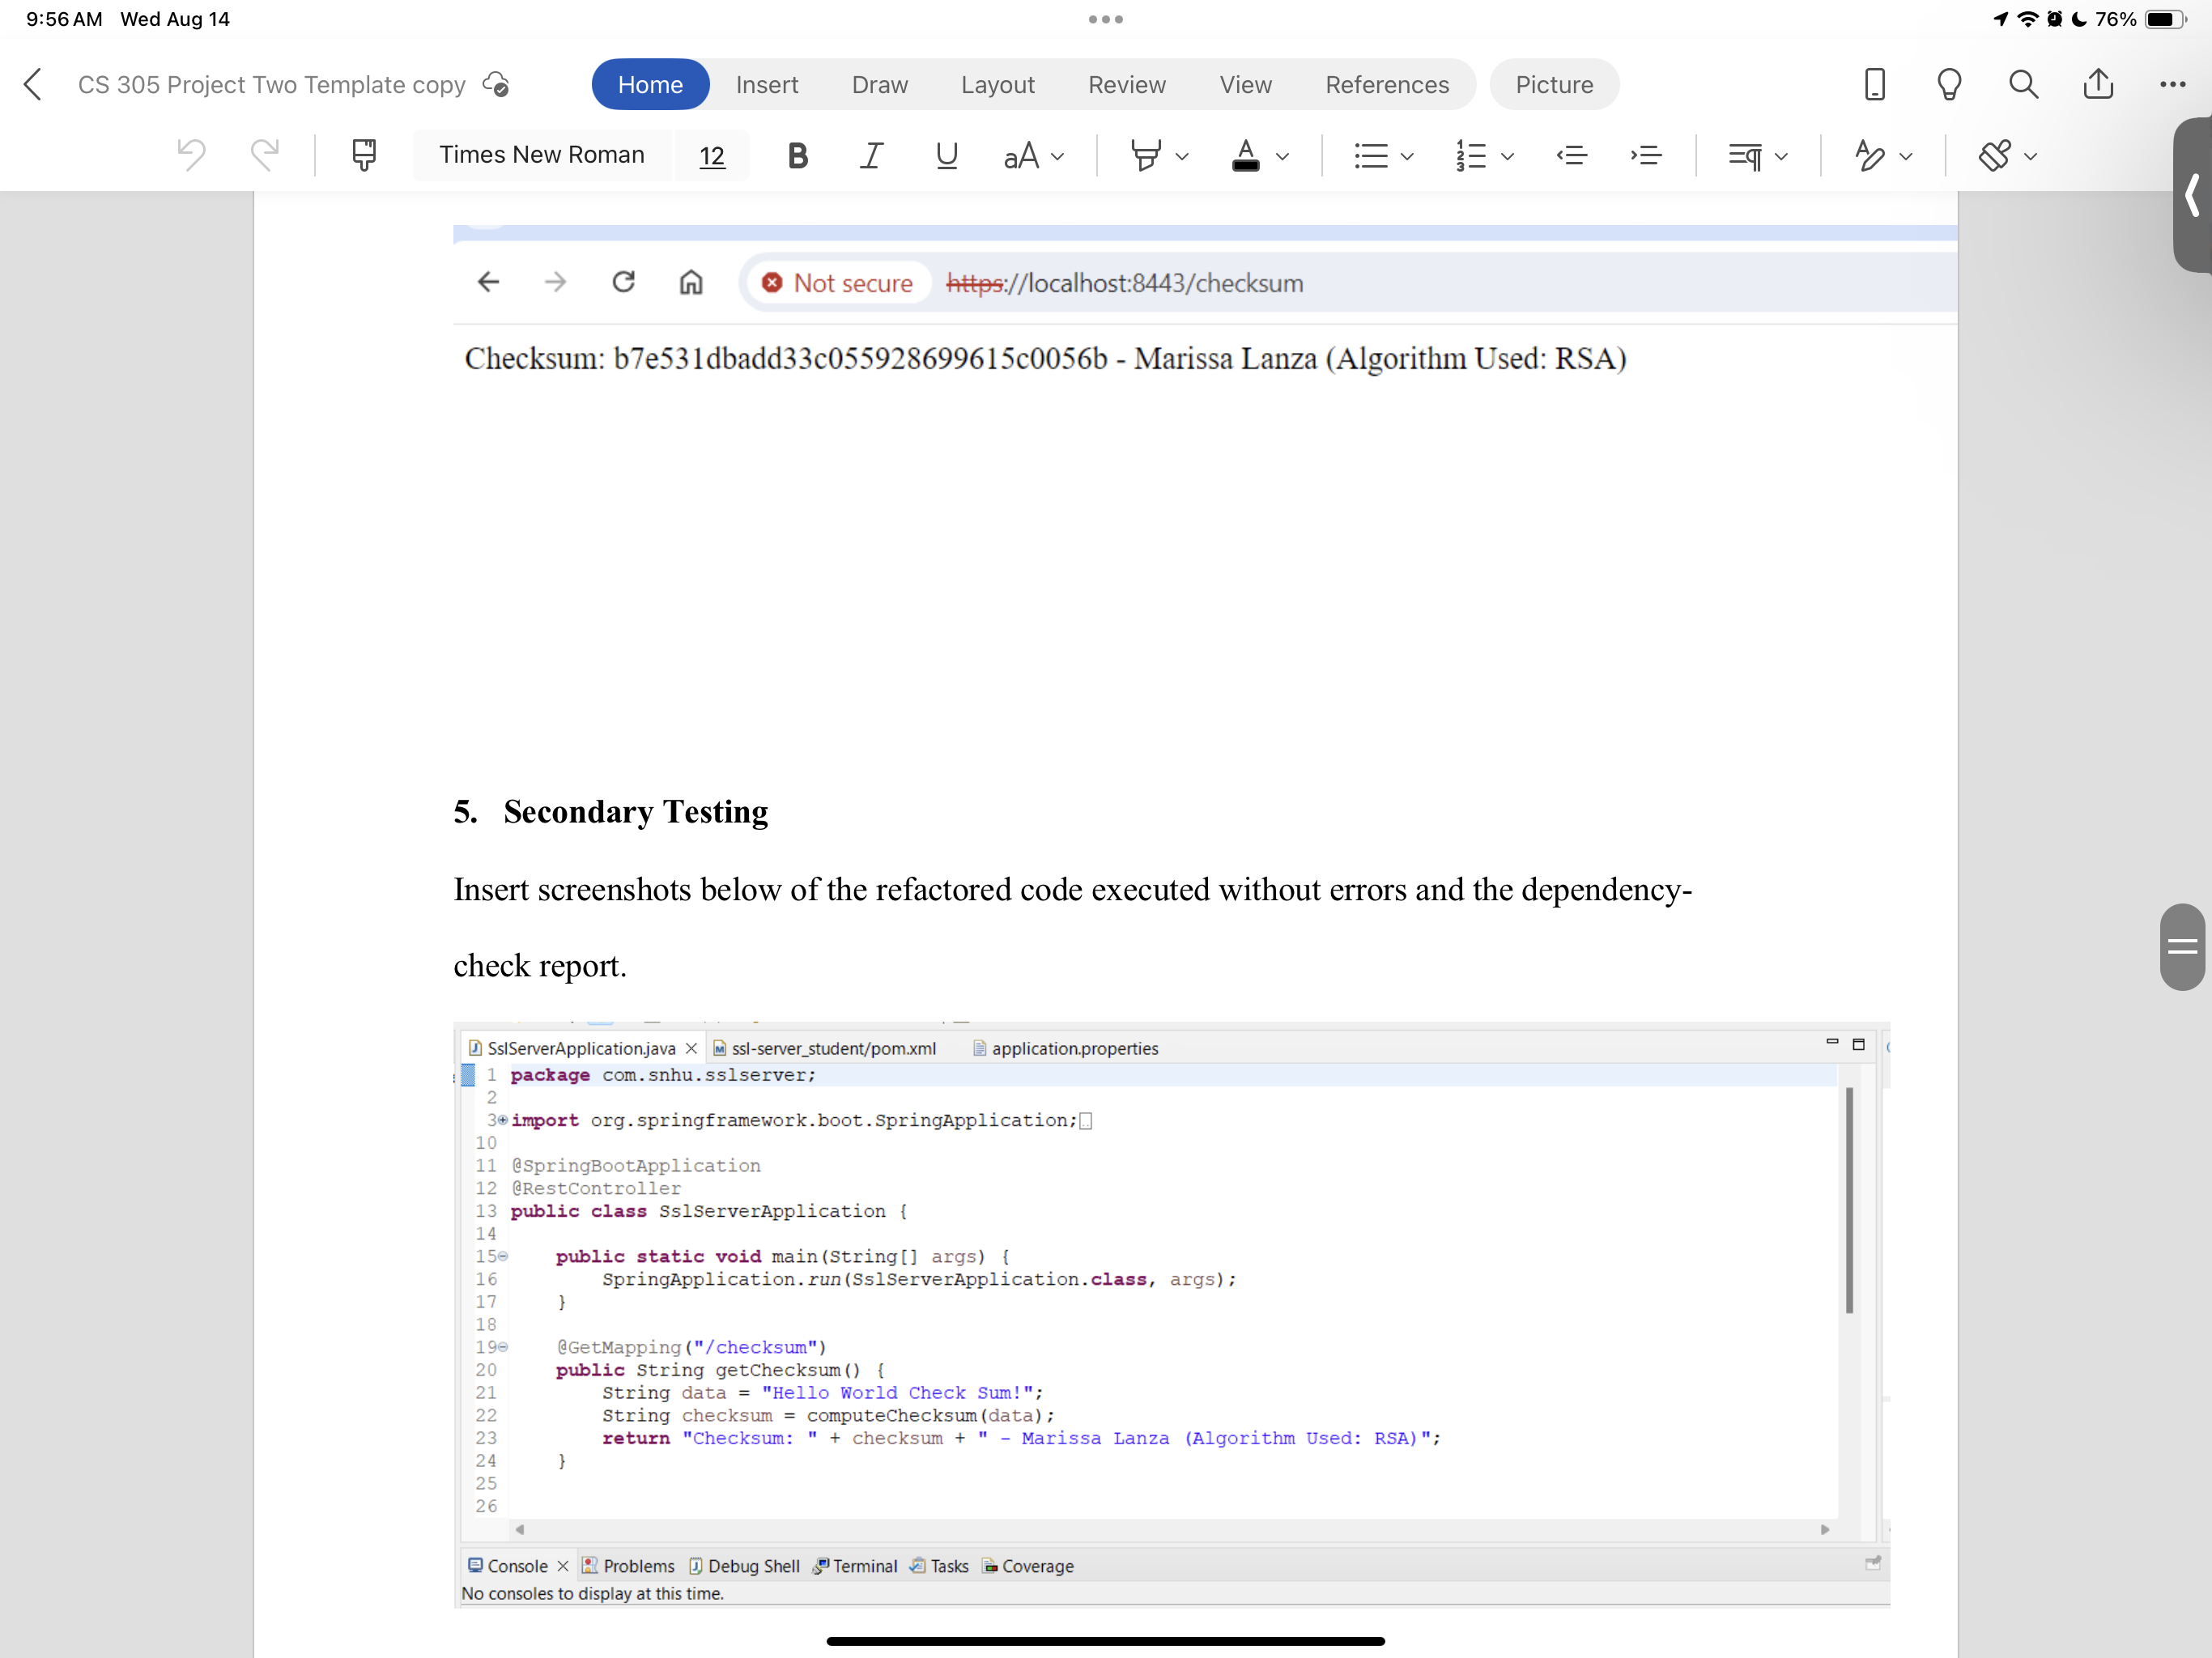 9:56 AM Wed Aug 14
76%
CS 305 Project Two Template copy
Home Insert Draw Layout Review View References Picture
Times New Roman 12 B I U aA A
Not secure https://localhost:8443/checksum
Checksum: b7e531dbadd33c055928699615c0056b - Marissa Lanza (Algorithm Used: RSA)
5. Secondary Testing
Insert screenshots below of the refactored code executed without errors and the dependency-
check report.
SslServerApplication.java ssl-server_student/pom.xml application.properties
1 package com.snhu.sslserver;
2
3 import org.springframework.boot.SpringApplication;
10
11 @SpringBootApplication
12 @RestController
13 public class SslServerApplication {
14
15 public static void main(String[] args) {
16 SpringApplication.run(SslServerApplication.class, args);
17 }
18
19 @GetMapping("/checksum")
20 public String getChecksum() {
21 String data = "Hello World Check Sum!";
22 String checksum = computeChecksum(data);
23 return "Checksum: " + checksum + " - Marissa Lanza (Algorithm Used: RSA)";
24 }
25
26
Console Problems Debug Shell Terminal Tasks Coverage
No consoles to display at this time.